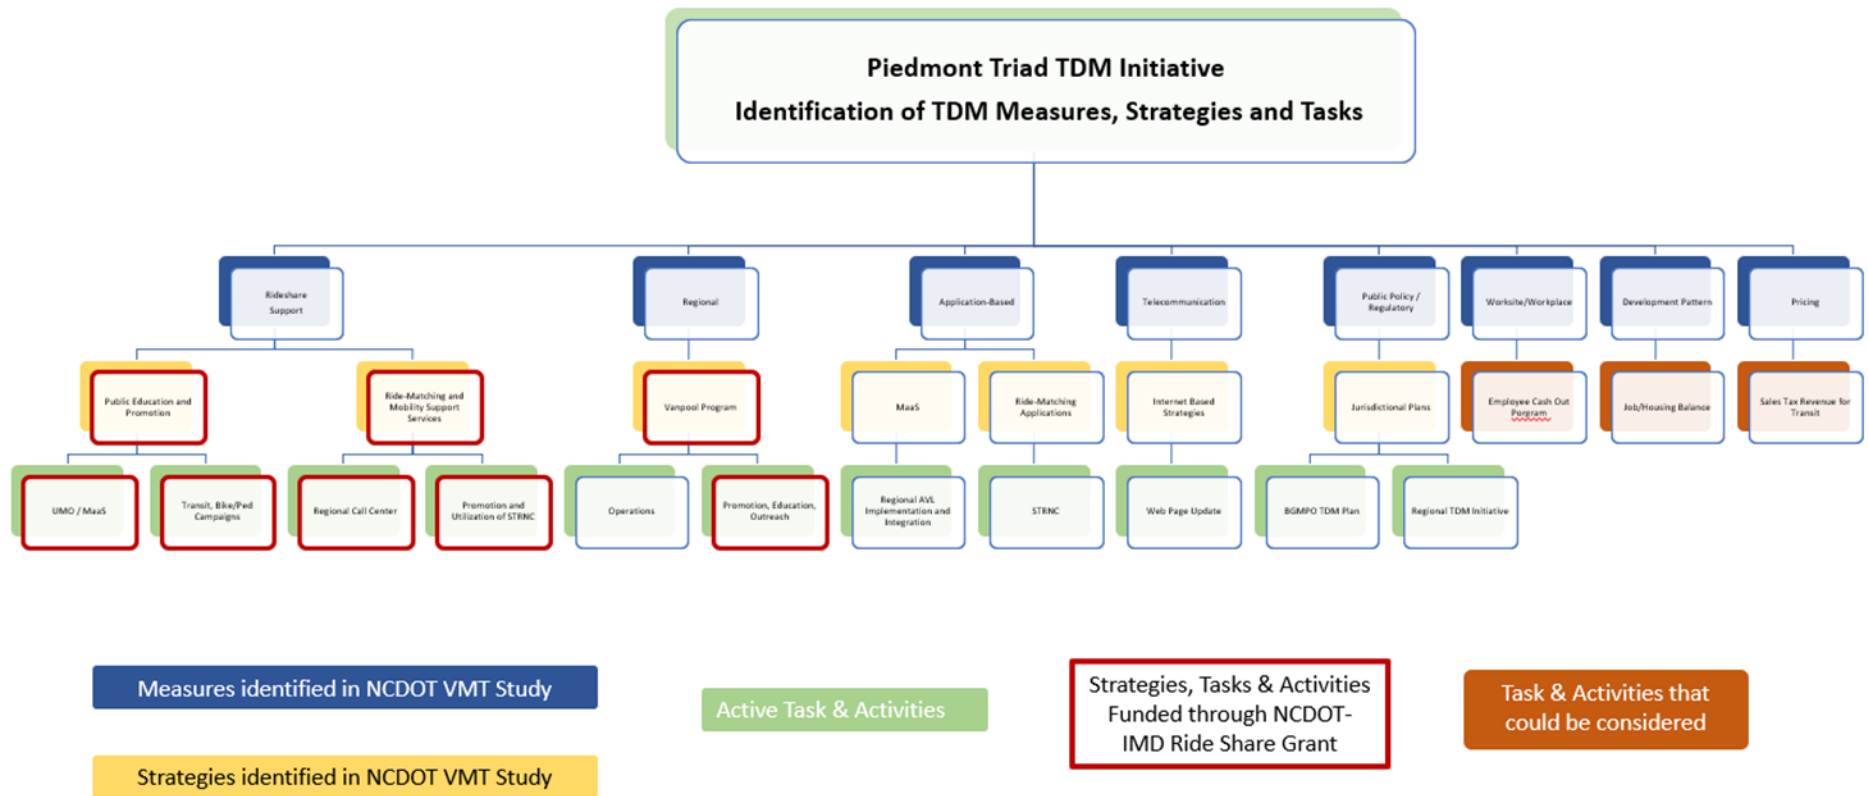 Piedmont Triad TDM Initiative
Identification of TDM Measures, Strategies and Tasks
Rideshare
Support
Regional
Application-Based
Telecommunication
Public Policy /
Regulatory
Worksite/Workplace
Development Pattern
Pricing
Public Education and
Promotion
Ride-Matching and
Mobility Support
Services
Vanpool Program
MaaS
Ride-Matching
Applications
Internet Based
Strategies
Jurisdictional Plans
Employee Cash Out
Porgram
Job/Housing Balance
Sales Tax Revenue for
Transit
UMO / MaaS
Transit, Bike/Ped
Campaigns
Regional Call Center
Promotion and
Utilization of STRNC
Operations
Promotion, Education,
Outreach
Regional AVL
Implementation and
Integration
STRNC
Web Page Update
BGMPO TDM Plan
Regional TDM Initiative
Measures identified in NCDOT VMT Study
Strategies identified in NCDOT VMT Study
Active Task & Activities
Strategies, Tasks & Activities
Funded through NCDOT-
IMD Ride Share Grant
Task & Activities that
could be considered